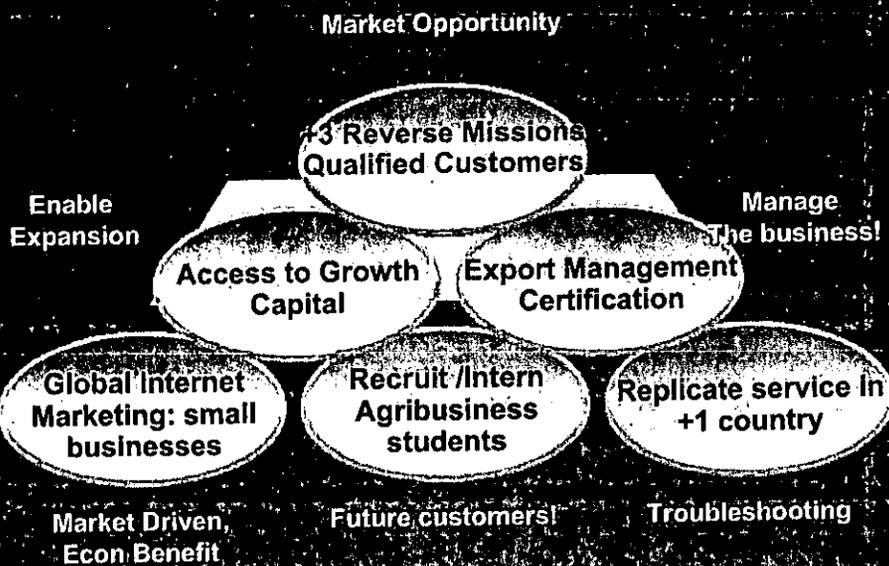 Market Opportunity
+3 Reverse Missions
Qualified Customers
Enable
Expansion
Manage
The business!
Access to Growth
Capital
Export Management
Certification
Global Internet
Marketing: small
businesses
Recruit /Intern
Agribusiness
students
Replicate service in
+1 country
Market Driven,
Econ Benefit
Future customers!
Troubleshooting